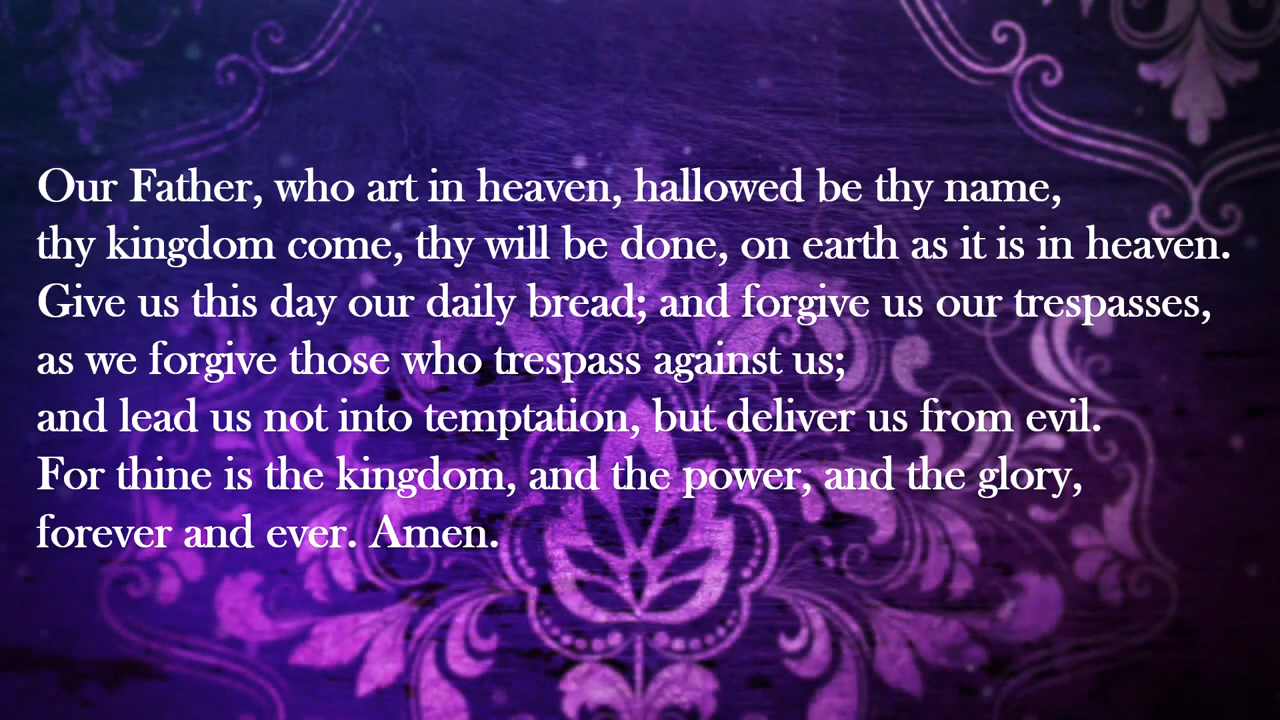 Our Father, who art in heaven, hallowed be thy name,
thy kingdom come, thy will be done, on earth as it is in heaven.
Give us this day our daily bread; and forgive us our trespasses,
as we forgive those who trespass against us;
and lead us not into temptation, but deliver us from evil.
For thine is the kingdom, and the power, and the glory,
forever and ever. Amen.